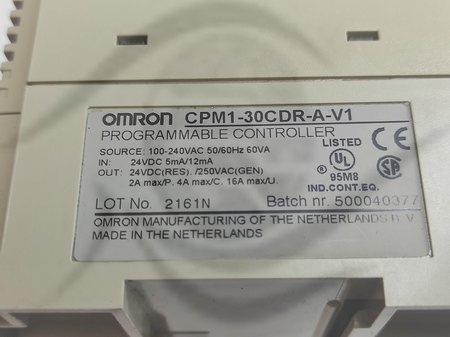 OMRON CPM1-30CDR-A-V1
PROGRAMMABLE CONTROLLER
SOURCE: 100-240VAC 50/60Hz 60VA
IN: 24VDC 5mA/12mA
OUT: 24VDC(RES). /250VAC(GEN)
2A max/P. 4A max/C. 16A max/U.
LISTED CE
® UL
95M8
IND.CONT.EQ.
LOT No. 2161N Batch nr. 500040377
OMRON MANUFACTURING OF THE NETHERLANDS B.V.
MADE IN THE NETHERLANDS